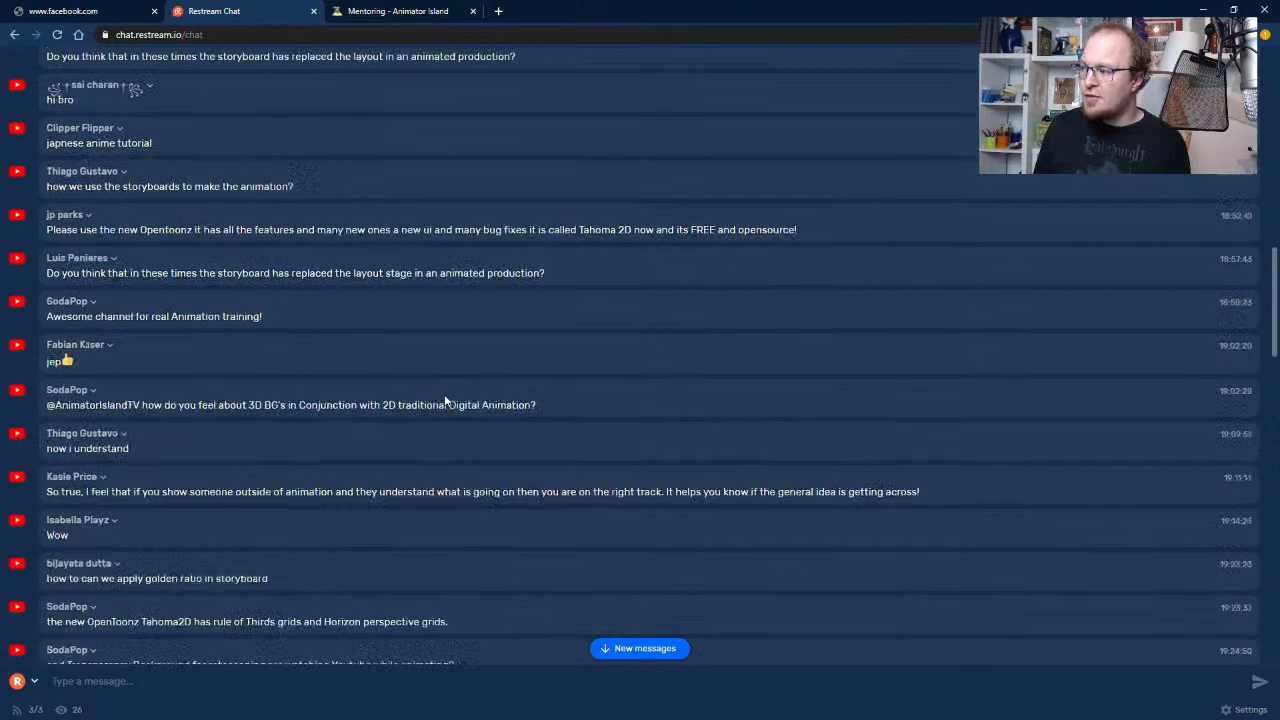 www.facebook.com
Restream Chat
Mentoring - Animator Island
chat.restream.io/chat
Do you think that in these times the storyboard has replaced the layout in an animated production?
sai charan
hi bro
Clipper Flipper
japnese anime tutorial
Thiago Gustavo
how we use the storyboards to make the animation?
jp parks
18:52:40
Please use the new Opentoonz it has all the features and many new ones a new ui and many bug fixes it is called Tahoma 2D now and its FREE and opensource!
Luis Penieres
18:57:43
Do you think that in these times the storyboard has replaced the layout stage in an animated production?
SodaPop
18:58:23
Awesome channel for real Animation training!
Fabian Kaser
19:02:20
jep👍
SodaPop
19:02:28
@AnimatorIslandTV how do you feel about 3D BG's in Conjunction with 2D traditional Digital Animation?
Thiago Gustavo
19:09:53
now i understand
Kasie Price
19:11:11
So true, I feel that if you show someone outside of animation and they understand what is going on then you are on the right track. It helps you know if the general idea is getting across!
Isabella Playz
19:14:26
Wow
bijayata dutta
19:23:23
how to can we apply golden ratio in storyboard
SodaPop
19:23:33
the new OpenToonz Tahoma2D has rule of Thirds grids and Horizon perspective grids.
SodaPop
19:24:50
New messages
Type a message...
3/3
26
Settings
Edinburgh